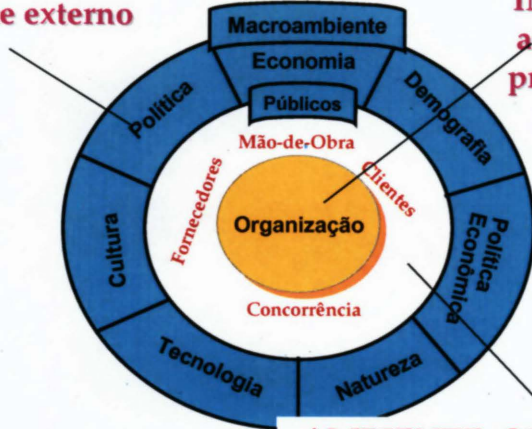 e externo
a
Macroambiente
Economia
Públicos
Política
Demografia
Mão-de-Obra
Fornecedores
Clientes
Cultura
Organização
Política
Econômica
Concorrência
Tecnologia
Natureza